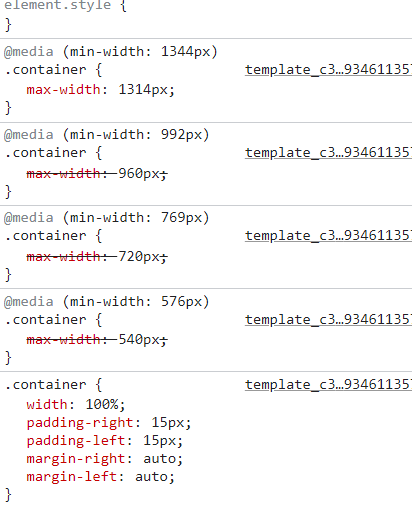 element.style {
}
@media (min-width: 1344px)
.container { template_c3…934611357
max-width: 1314px;
}
@media (min-width: 992px)
.container { template_c3…934611357
max-width: 960px;
}
@media (min-width: 769px)
.container { template_c3…934611357
max-width: 720px;
}
@media (min-width: 576px)
.container { template_c3…934611357
max-width: 540px;
}
.container { template_c3…934611357
width: 100%;
padding-right: 15px;
padding-left: 15px;
margin-right: auto;
margin-left: auto;
}